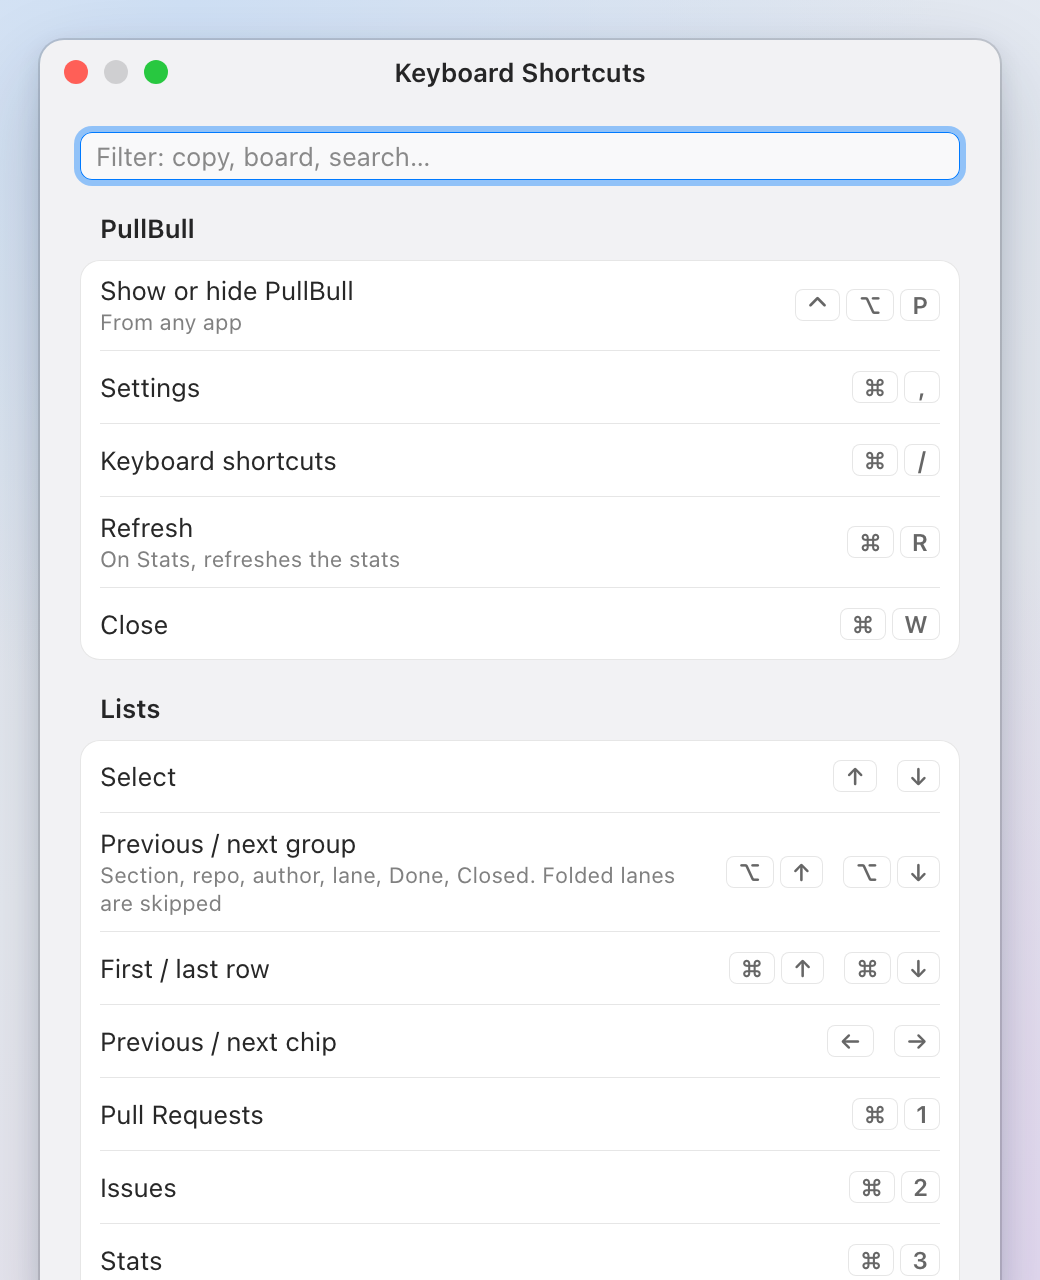 Keyboard Shortcuts
Filter: copy, board, search...
PullBull
Show or hide PullBull
From any app
^ ⌥ P
Settings
⌘ ,
Keyboard shortcuts
⌘ /
Refresh
On Stats, refreshes the stats
⌘ R
Close
⌘ W
Lists
Select
↑ ↓
Previous / next group
Section, repo, author, lane, Done, Closed. Folded lanes
are skipped
⌥ ↑ ⌥ ↓
First / last row
⌘ ↑ ⌘ ↓
Previous / next chip
← →
Pull Requests
⌘ 1
Issues
⌘ 2
Stats
⌘ 3